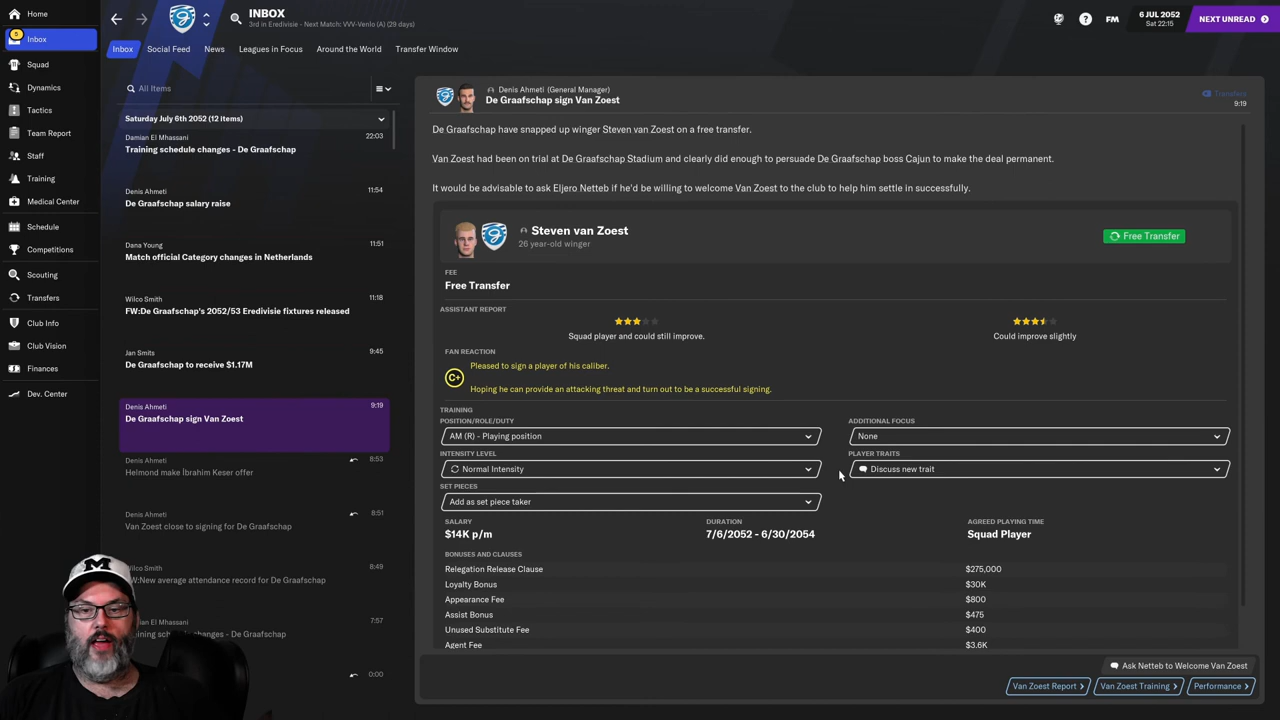 Home
INBOX
3rd in Eredivisie - Next Match: VVV-Venlo (A) (29 days)
FM
6 JUL 2052
Sat 22:15
NEXT UNREAD
5
Inbox
Squad
Dynamics
Tactics
Team Report
Staff
Training
Medical Center
Schedule
Competitions
Scouting
Transfers
Club Info
Club Vision
Finances
Dev. Center
Inbox
Social Feed
News
Leagues in Focus
Around the World
Transfer Window
All Items
Saturday July 6th 2052 (12 items)
Damian El Mhassani 22:03
Training schedule changes - De Graafschap
Denis Ahmeti 11:54
De Graafschap salary raise
Dana Young 11:51
Match official Category changes in Netherlands
Wilco Smith 11:18
FW:De Graafschap's 2052/53 Eredivisie fixtures released
Jan Smits 9:45
De Graafschap to receive $1.17M
Denis Ahmeti 9:19
De Graafschap sign Van Zoest
Denis Ahmeti 8:53
Helmond make İbrahim Keser offer
Denis Ahmeti 8:51
Van Zoest close to signing for De Graafschap
Smith 8:49
New average attendance record for De Graafschap
El Mhassani 7:57
changes - De Graafschap
0:00
Denis Ahmeti (General Manager)
De Graafschap sign Van Zoest
Transfers
9:19
De Graafschap have snapped up winger Steven van Zoest on a free transfer.
Van Zoest had been on trial at De Graafschap Stadium and clearly did enough to persuade De Graafschap boss Cajun to make the deal permanent.
It would be advisable to ask Eljero Netteb if he'd be willing to welcome Van Zoest to the club to help him settle in successfully.
Steven van Zoest
26 year-old winger
Free Transfer
FEE
Free Transfer
ASSISTANT REPORT
Squad player and could still improve.
Could improve slightly
FAN REACTION
C+
Pleased to sign a player of his caliber.
Hoping he can provide an attacking threat and turn out to be a successful signing.
TRAINING
POSITION/ROLE/DUTY
AM (R) - Playing position
ADDITIONAL FOCUS
None
INTENSITY LEVEL
Normal Intensity
PLAYER TRAITS
Discuss new trait
SET PIECES
Add as set piece taker
SALARY
$14K p/m
DURATION
7/6/2052 - 6/30/2054
AGREED PLAYING TIME
Squad Player
BONUSES AND CLAUSES
Relegation Release Clause $275,000
Loyalty Bonus $30K
Appearance Fee $800
Assist Bonus $475
Unused Substitute Fee $400
Agent Fee $3.6K
Ask Netteb to Welcome Van Zoest
Van Zoest Report
Van Zoest Training
Performance
M